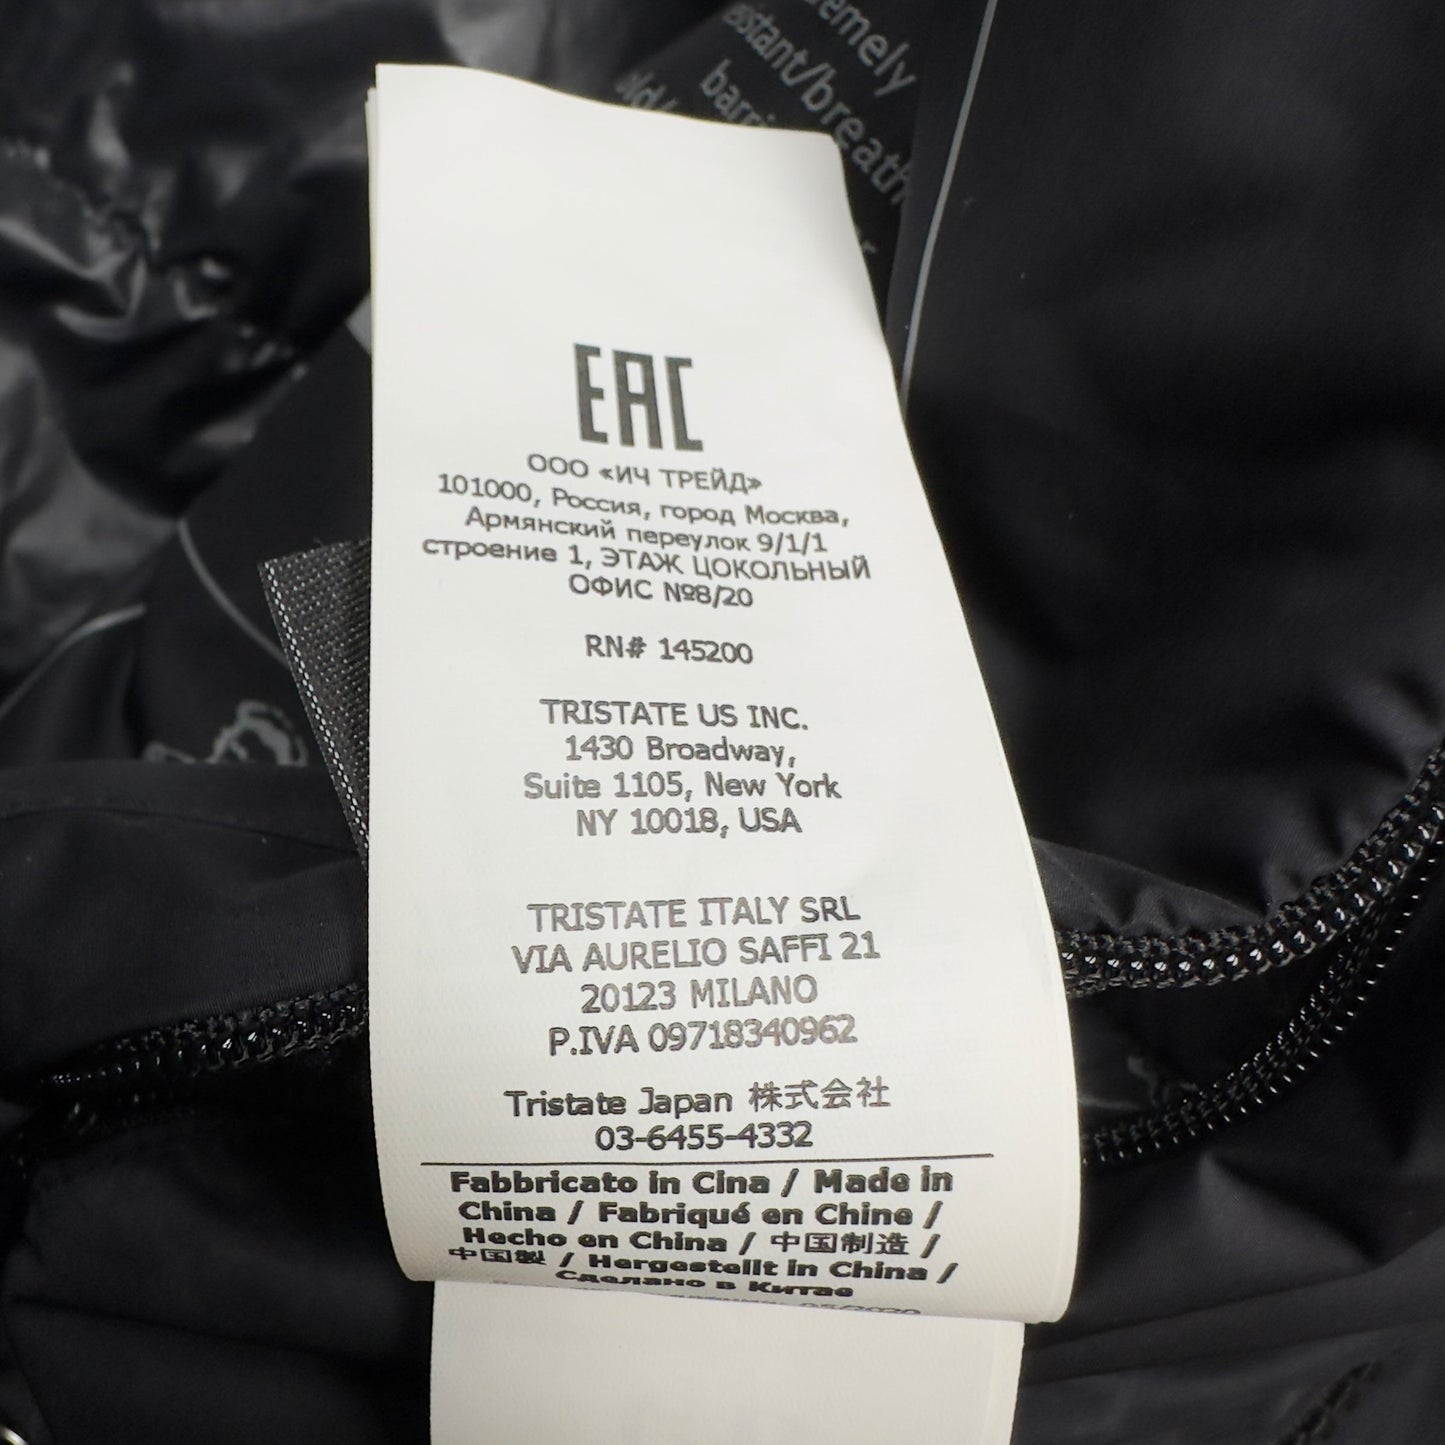 emely
barri
EAC
ООО «ИЧ ТРЕЙД»
101000, Россия, город Москва,
Армянский переулок 9/1/1
строение 1, ЭТАЖ ЦОКОЛЬНЫЙ
ОФИС №8/20
RN# 145200
TRISTATE US INC.
1430 Broadway,
Suite 1105, New York
NY 10018, USA
TRISTATE ITALY SRL
VIA AURELIO SAFFI 21
20123 MILANO
P.IVA 09718340962
Tristate Japan 株式会社
03-6455-4332
Fabbricato in Cina / Made in
China / Fabriqué en Chine /
Hecho en China / 中国制造 /
中国製 / Hergestellt in China /
Сделано в Китае
05/2020